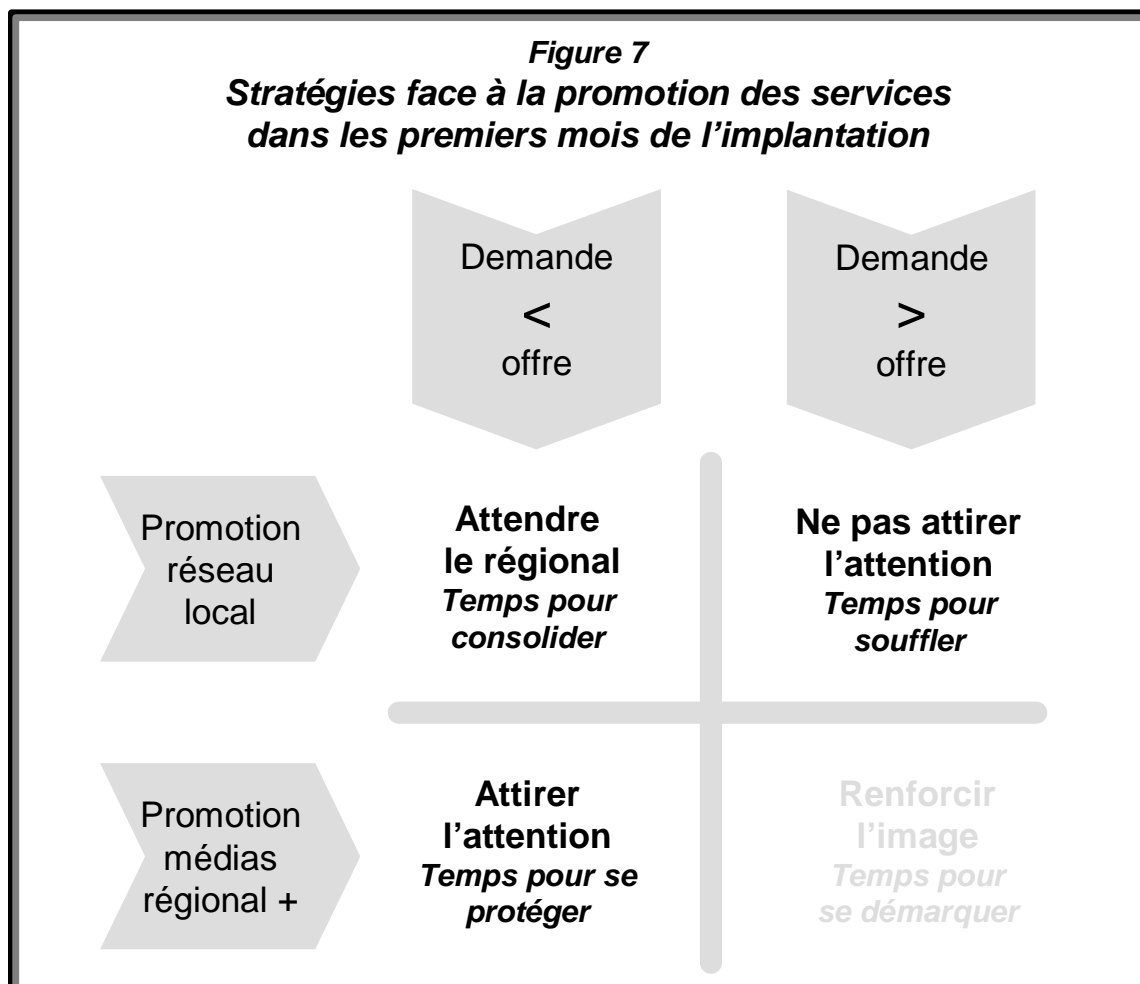 Figure 7
Stratégies face à la promotion des services
dans les premiers mois de l’implantation
Demande
<
offre
Demande
>
offre
Promotion
réseau
local
Attendre
le régional
Temps pour
consolider
Ne pas attirer
l’attention
Temps pour
souffler
Promotion
médias
régional +
Attirer
l’attention
Temps pour se
protéger
Renforcir
l’image
Temps pour
se démarquer